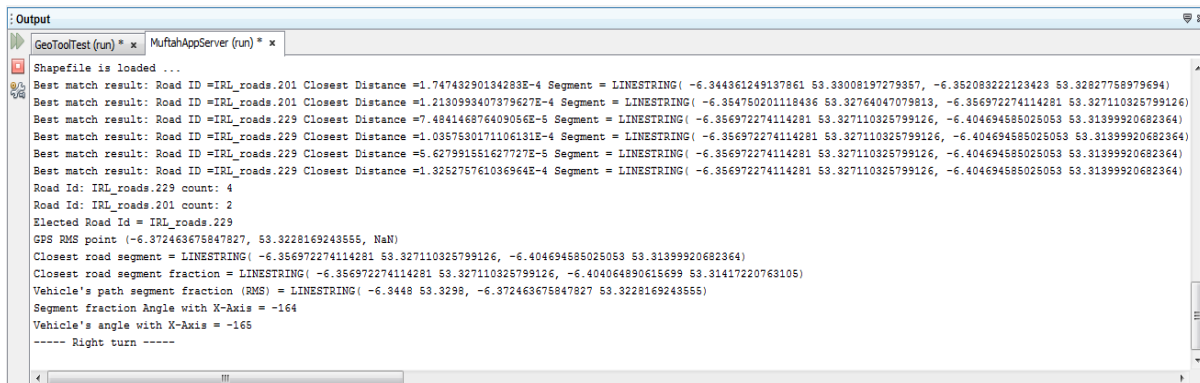 Output
GeoToolTest (run) * x MuftahAppServer (run) * x
Shapefile is loaded ...
Best match result: Road ID =IRL_roads.201 Closest Distance =1.74743290134283E-4 Segment = LINESTRING( -6.344361249137861 53.33008197279357, -6.352083222123423 53.32827758979694)
Best match result: Road ID =IRL_roads.201 Closest Distance =1.2130993407379627E-4 Segment = LINESTRING( -6.354750201118436 53.32764047079813, -6.356972274114281 53.327110325799126)
Best match result: Road ID =IRL_roads.229 Closest Distance =7.484146876409056E-5 Segment = LINESTRING( -6.356972274114281 53.327110325799126, -6.404694585025053 53.31399920682364)
Best match result: Road ID =IRL_roads.229 Closest Distance =1.0357530171106131E-4 Segment = LINESTRING( -6.356972274114281 53.327110325799126, -6.404694585025053 53.31399920682364)
Best match result: Road ID =IRL_roads.229 Closest Distance =5.627991551627727E-5 Segment = LINESTRING( -6.356972274114281 53.327110325799126, -6.404694585025053 53.31399920682364)
Best match result: Road ID =IRL_roads.229 Closest Distance =1.325275761036964E-4 Segment = LINESTRING( -6.356972274114281 53.327110325799126, -6.404694585025053 53.31399920682364)
Road Id: IRL_roads.229 count: 4
Road Id: IRL_roads.201 count: 2
Elected Road Id = IRL_roads.229
GPS RMS point (-6.372463675847827, 53.3228169243555, NaN)
Closest road segment = LINESTRING( -6.356972274114281 53.327110325799126, -6.404694585025053 53.31399920682364)
Closest road segment fraction = LINESTRING( -6.356972274114281 53.327110325799126, -6.404064890615699 53.31417220763105)
Vehicle's path segment fraction (RMS) = LINESTRING( -6.3448 53.3298, -6.372463675847827 53.3228169243555)
Segment fraction Angle with X-Axis = -164
Vehicle's angle with X-Axis = -165
----- Right turn -----